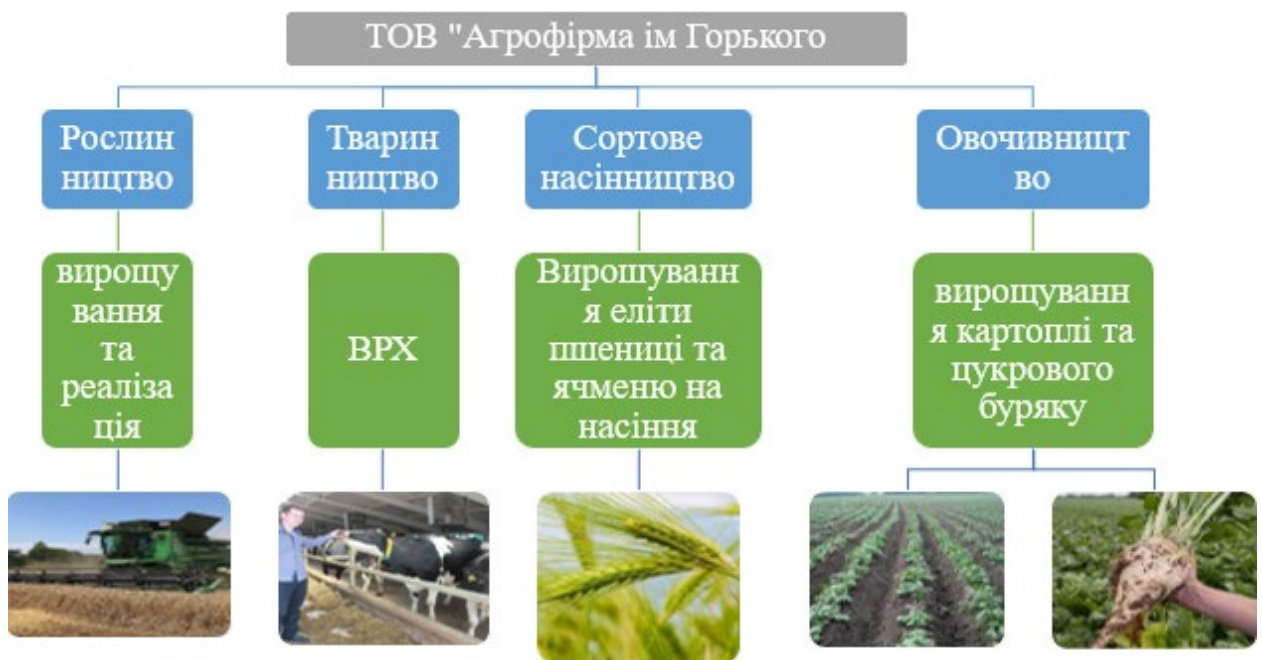 ТОВ "Агрофірма ім Горького
Рослин
ництво
Тварин
ництво
Сортове
насінництво
Овочивницт
во
вирощу
вання
та
реаліза
ція
ВРХ
Вирошуванн
я еліти
пшениці та
ячменю на
насіння
вирощуванн
я картоплі та
цукрового
буряку